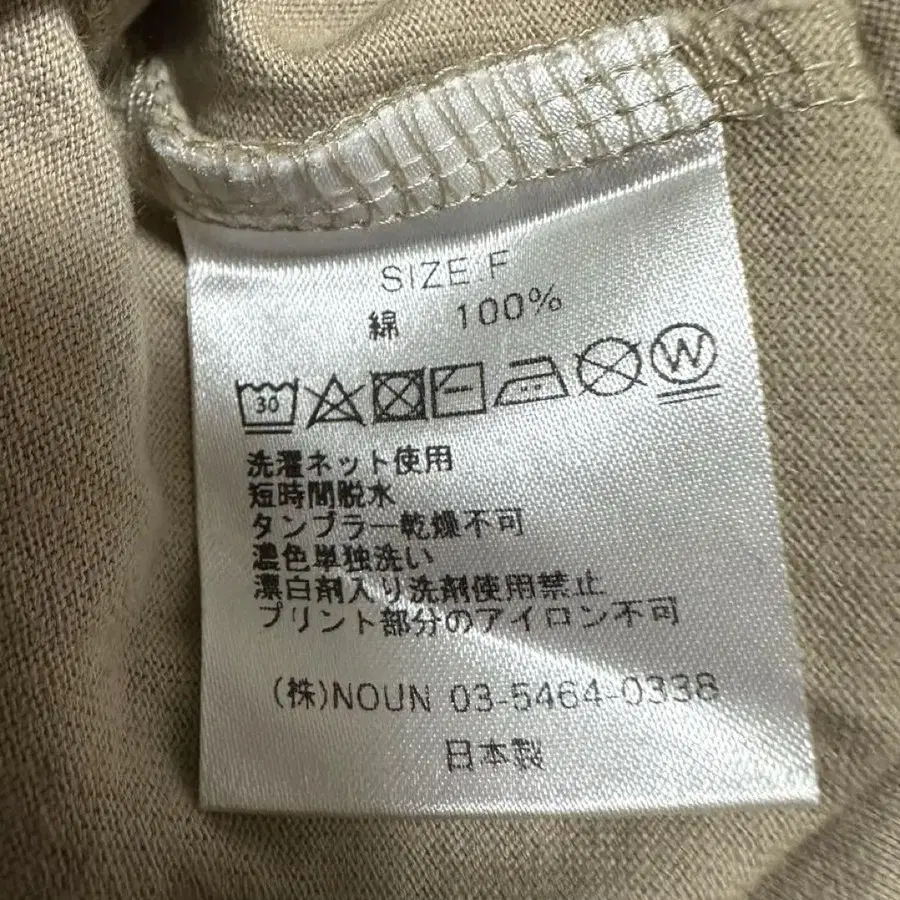 SIZE F
綿 100%
30 W
洗濯ネット使用
短時間脱水
タンブラー乾燥不可
濃色単独洗い
漂白剤入り洗剤使用禁止
プリント部分のアイロン不可
(株)NOUN 03-5464-0338
日本製